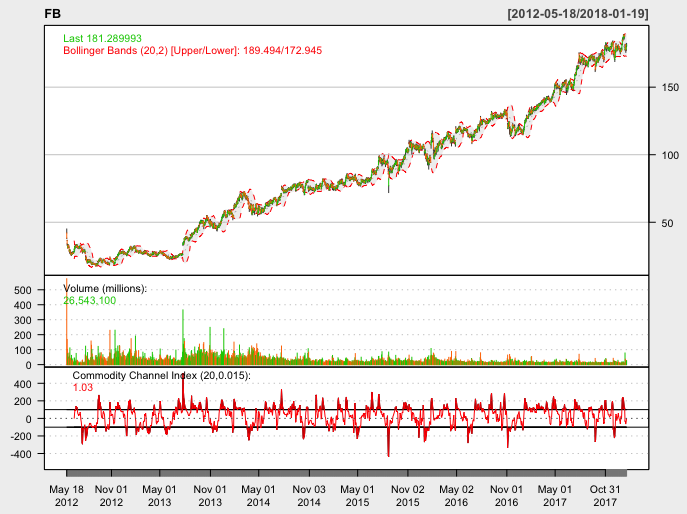 FB [2012-05-18/2018-01-19]
Last 181.289993
Bollinger Bands (20,2) [Upper/Lower]: 189.494/172.945
150
100
50
Volume (millions):
26,543,100
500
400
300
200
100
0
Commodity Channel Index (20,0.015):
1.03
400
200
0
-200
-400
May 18 Nov 01 May 01 Nov 01 May 01 Nov 03 May 01 Nov 02 May 02 Nov 01 May 01 Oct 31
2012 2012 2013 2013 2014 2014 2015 2015 2016 2016 2017 2017